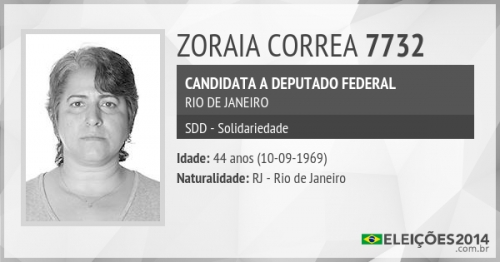 ZORAIA CORREA 7732
CANDIDATA A DEPUTADO FEDERAL
RIO DE JANEIRO
SDD - Solidariedade
Idade: 44 anos (10-09-1969)
Naturalidade: RJ - Rio de Janeiro
ELEIÇÕES2014
.com.br